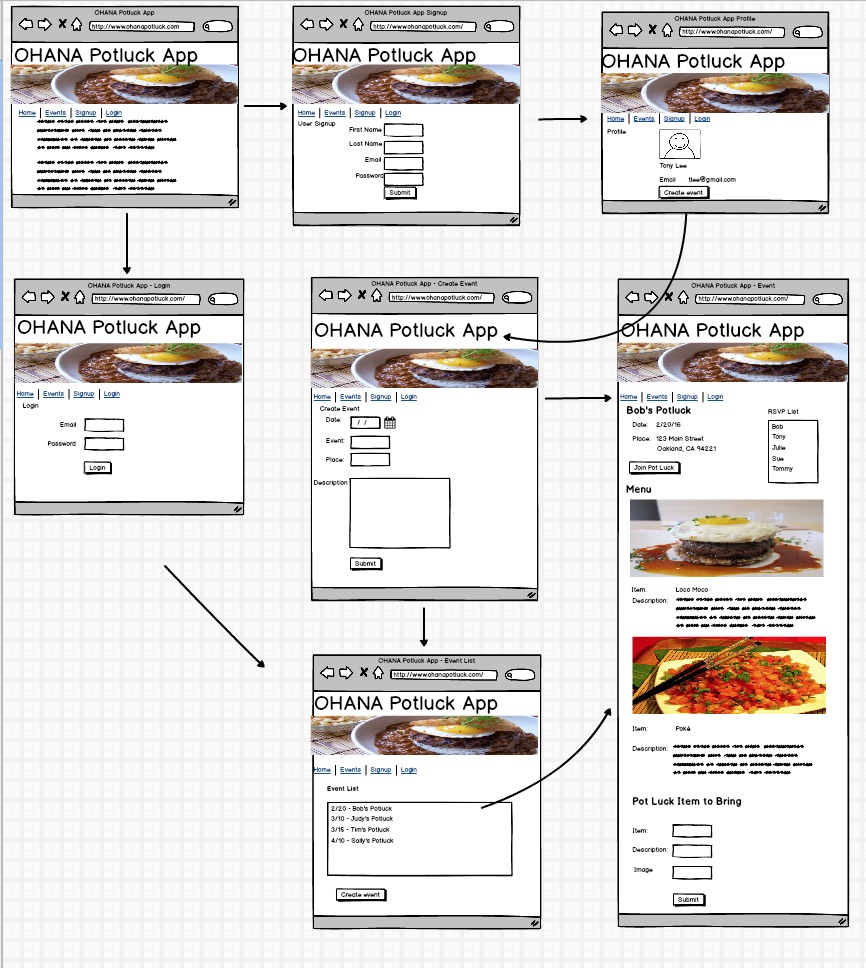 OHANA Potluck App
http://www.ohanapotluck.com
OHANA Potluck App
Home | Events | Signup | Login
OHANA Potluck App Signup
http://www.ohanapotluck.com/
OHANA Potluck App
Home | Events | Signup | Login
User Signup
First Name
Last Name
Email
Password
Submit
OHANA Potluck App Profile
http://www.ohanapotluck.com/
OHANA Potluck App
Home | Events | Signup | Login
Profile
Tony Lee
Email tlee@gmail.com
Create event
OHANA Potluck App - Login
http://www.ohanapotluck.com/
OHANA Potluck App
Home | Events | Signup | Login
Login
Email
Password
Login
OHANA Potluck App - Create Event
http://www.ohanapotluck.com/
OHANA Potluck App
Home | Events | Signup | Login
Create Event
Date: / /
Event:
Place:
Description
Submit
OHANA Potluck App - Event
http://www.ohanapotluck.com/
OHANA Potluck App
Home | Events | Signup | Login
Bob's Potluck
Date: 2/20/16
Place: 123 Main Street
Oakland, CA 94221
Join Pot Luck
RSVP List
Bob
Tony
Julie
Sue
Tommy
Menu
Item: Loco Moco
Description:
Item: Poké
Description:
Pot Luck Item to Bring
Item:
Description:
Image
Submit
OHANA Potluck App - Event List
http://www.ohanapotluck.com/
OHANA Potluck App
Home | Events | Signup | Login
Event List
2/20 - Bob's Potluck
3/10 - Judy's Potluck
3/15 - Tim's Potluck
4/10 - Sally's Potluck
Create event